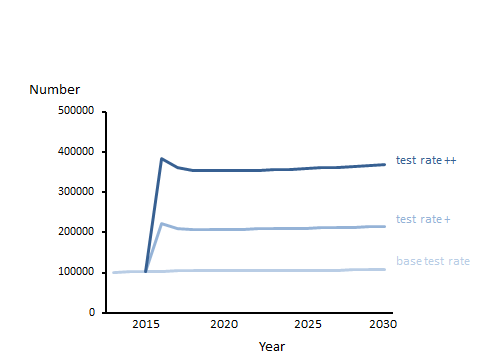 Number
500000
400000
300000
200000
100000
0
test rate++
test rate+
base test rate
2015 2020 2025 2030
Year